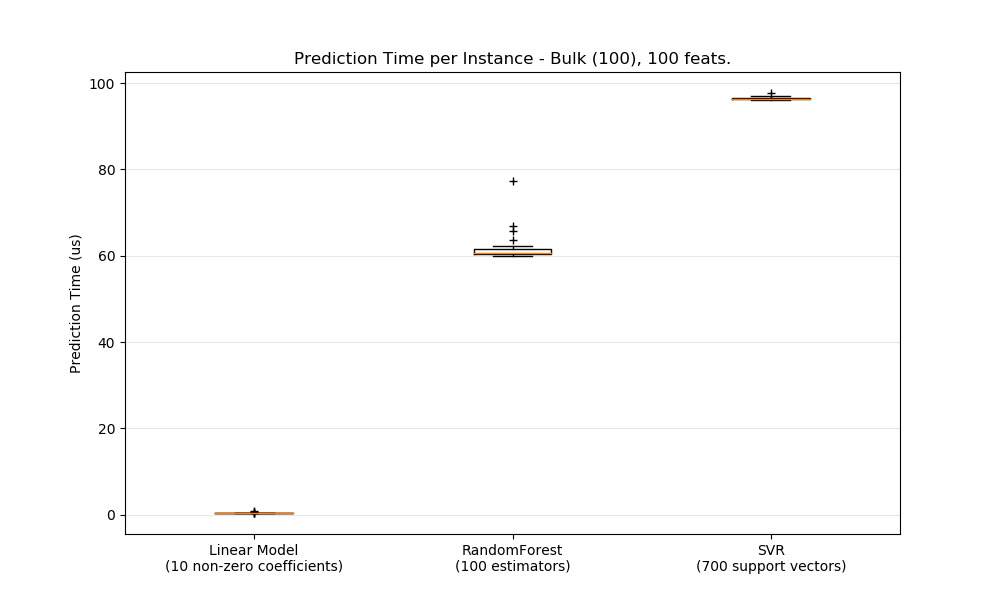 Prediction Time per Instance - Bulk (100), 100 feats.
100
80
60
40
20
0
Prediction Time (us)
Linear Model
(10 non-zero coefficients)
RandomForest
(100 estimators)
SVR
(700 support vectors)